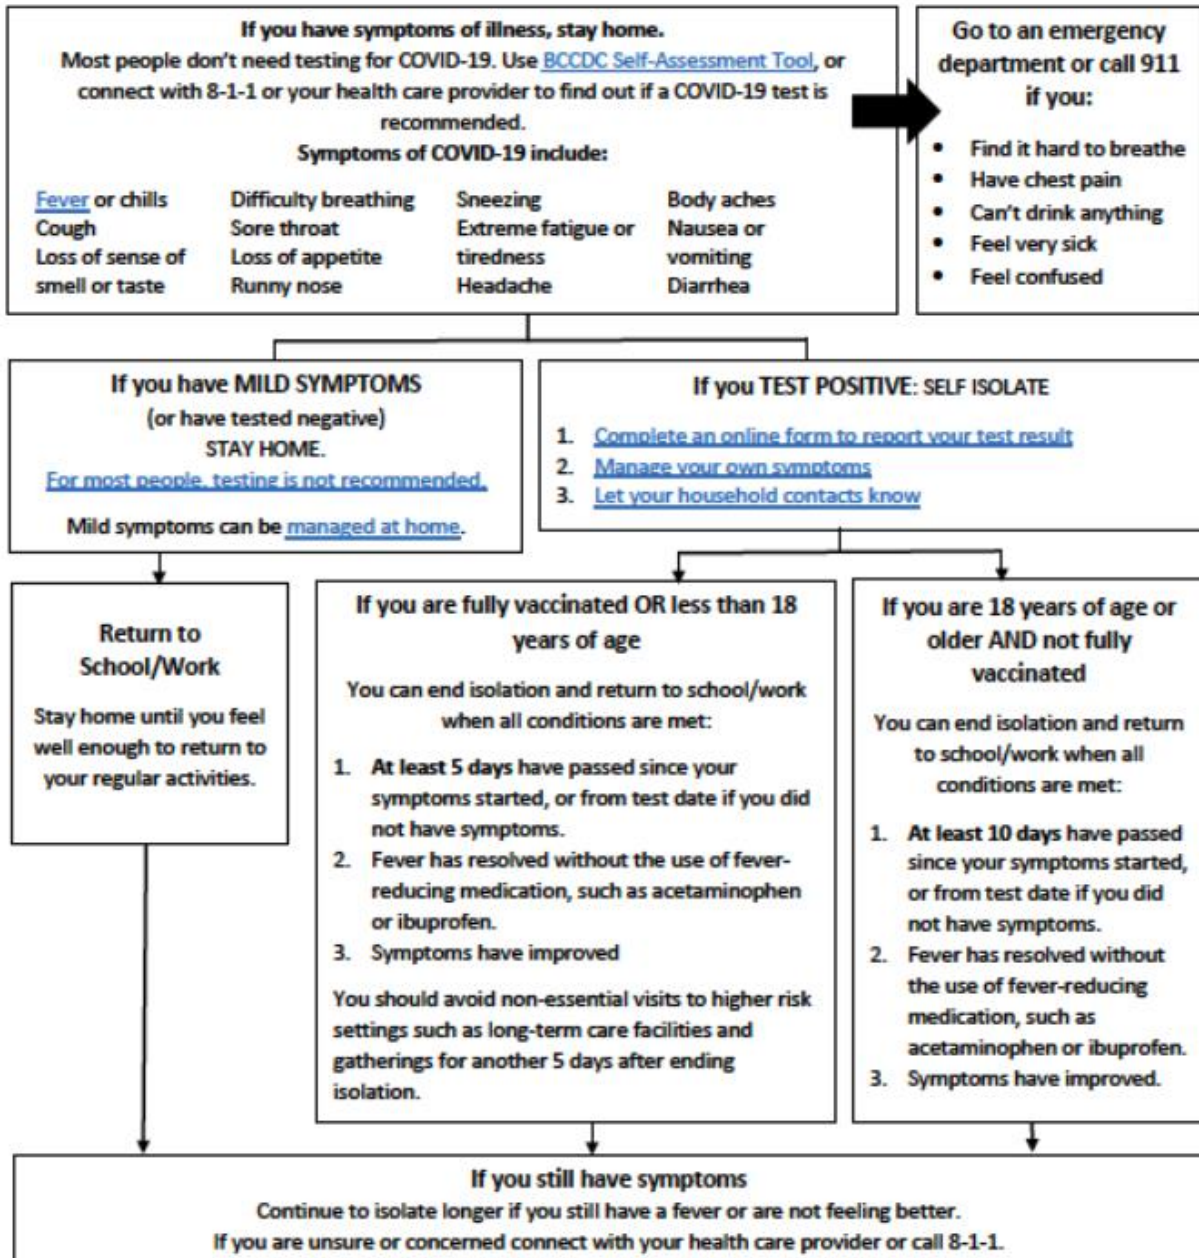 If you have symptoms of illness, stay home.
Most people don't need testing for COVID-19. Use BCCDC Self-Assessment Tool, or
connect with 8-1-1 or your health care provider to find out if a COVID-19 test is
recommended.
Symptoms of COVID-19 include:
Fever or chills
Cough
Loss of sense of
smell or taste
Difficulty breathing
Sore throat
Loss of appetite
Runny nose
Sneezing
Extreme fatigue or
tiredness
Headache
Body aches
Nausea or
vomiting
Diarrhea
Go to an emergency
department or call 911
if you:
• Find it hard to breathe
• Have chest pain
• Can't drink anything
• Feel very sick
• Feel confused
If you have MILD SYMPTOMS
(or have tested negative)
STAY HOME.
For most people, testing is not recommended.
Mild symptoms can be managed at home.
If you TEST POSITIVE: SELF ISOLATE
1. Complete an online form to report your test result
2. Manage your own symptoms
3. Let your household contacts know
Return to
School/Work
Stay home until you feel
well enough to return to
your regular activities.
If you are fully vaccinated OR less than 18
years of age
You can end isolation and return to school/work
when all conditions are met:
1. At least 5 days have passed since your
symptoms started, or from test date if you did
not have symptoms.
2. Fever has resolved without the use of fever-
reducing medication, such as acetaminophen
or ibuprofen.
3. Symptoms have improved
You should avoid non-essential visits to higher risk
settings such as long-term care facilities and
gatherings for another 5 days after ending
isolation.
If you are 18 years of age or
older AND not fully
vaccinated
You can end isolation and return
to school/work when all
conditions are met:
1. At least 10 days have passed
since your symptoms started,
or from test date if you did
not have symptoms.
2. Fever has resolved without
the use of fever-reducing
medication, such as
acetaminophen or ibuprofen.
3. Symptoms have improved.
If you still have symptoms
Continue to isolate longer if you still have a fever or are not feeling better.
If you are unsure or concerned connect with your health care provider or call 8-1-1.